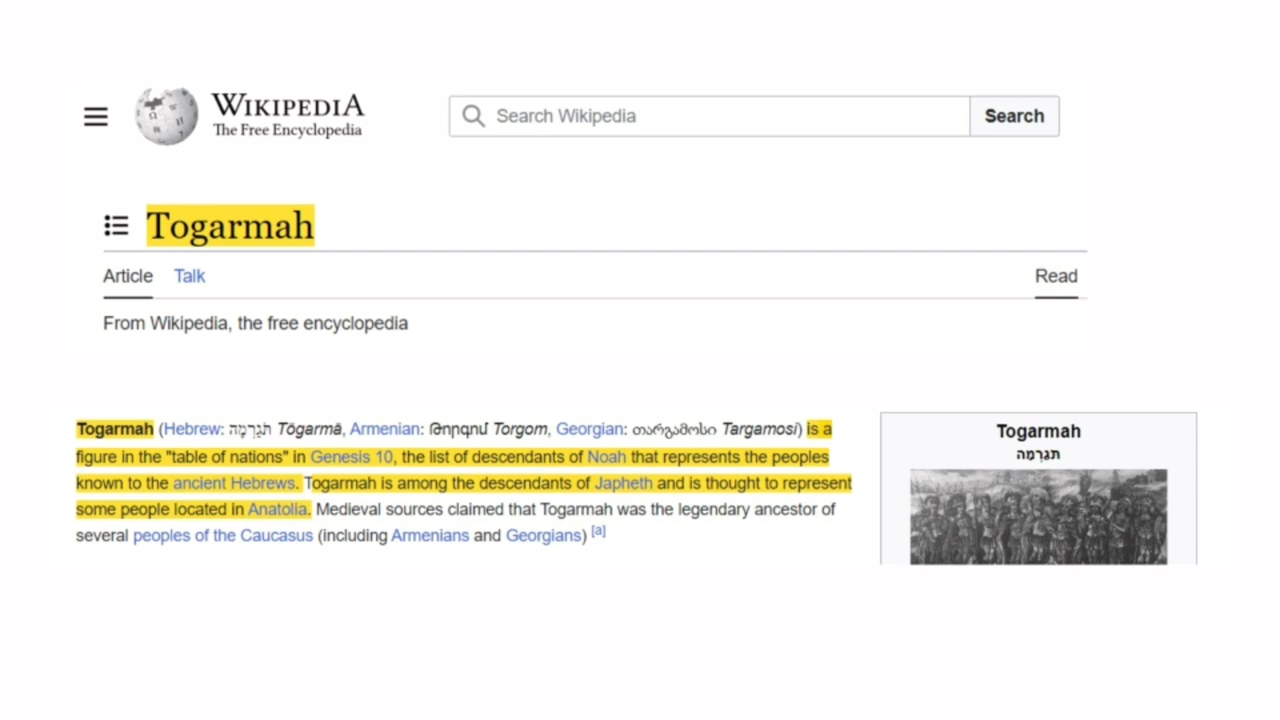 WIKIPEDIA
The Free Encyclopedia
Search Wikipedia
Search
Togarmah
Article Talk Read
From Wikipedia, the free encyclopedia
Togarmah (Hebrew: תֹּגַרְמָה Tōgarmā, Armenian: Թորգոմ Torgom, Georgian: თარგამოსი Targamosi) is a
figure in the "table of nations" in Genesis 10, the list of descendants of Noah that represents the peoples
known to the ancient Hebrews. Togarmah is among the descendants of Japheth and is thought to represent
some people located in Anatolia. Medieval sources claimed that Togarmah was the legendary ancestor of
several peoples of the Caucasus (including Armenians and Georgians) [a]
Togarmah
תֹּגַרְמָה